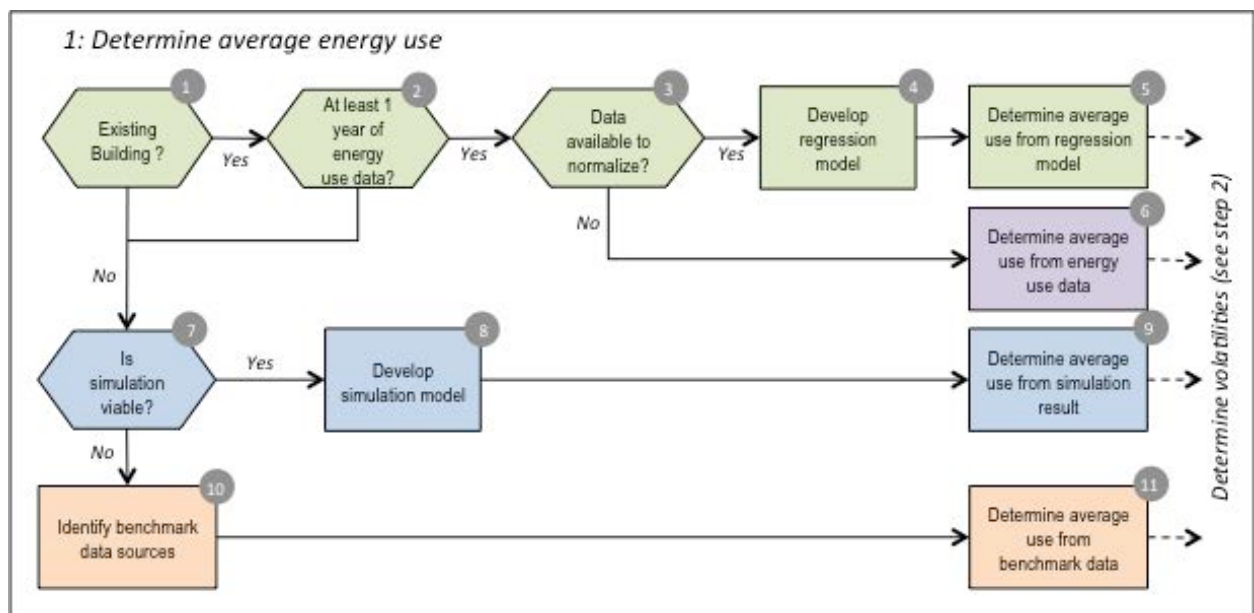 1: Determine average energy use
1
Existing
Building ?
Yes
2
At least 1
year of
energy
use data?
Yes
3
Data
available to
normalize?
Yes
4
Develop
regression
model
5
Determine average
use from regression
model
No
6
Determine average
use from energy
use data
No
7
Is
simulation
viable?
Yes
8
Develop
simulation model
9
Determine average
use from simulation
result
No
10
Identify benchmark
data sources
11
Determine average
use from
benchmark data
Determine volatilities (see step 2)